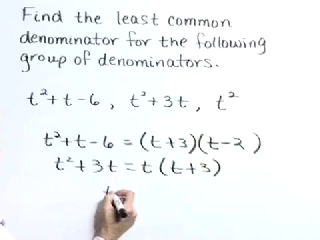 Find the least common
denominator for the following
group of denominators.
t²+t-6, t²+3t, t²
t²+t-6=(t+3)(t-2)
t²+3t=t(t+3)
t